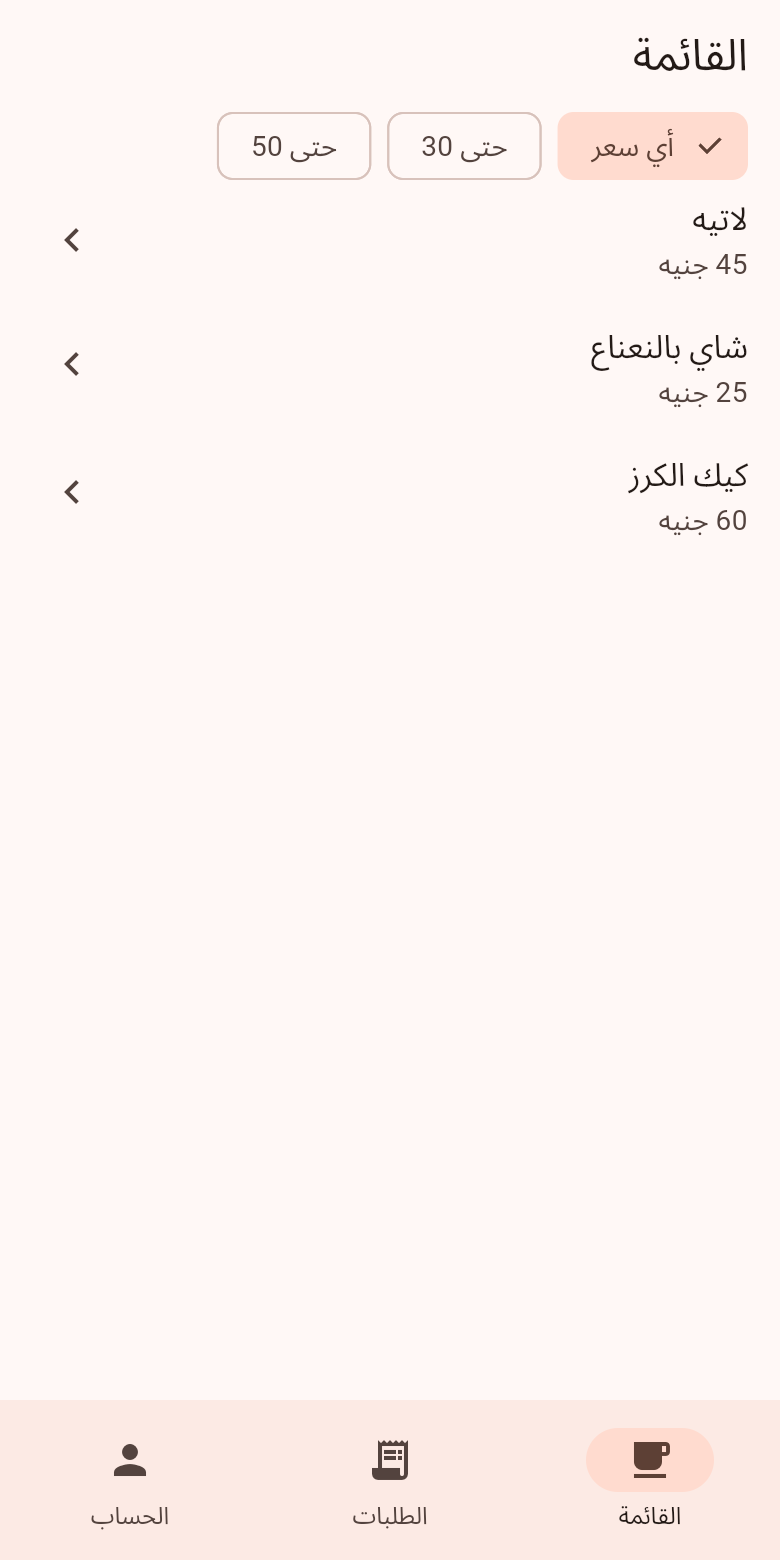 القائمة
أي سعر
حتى 30
حتى 50
لاتيه
45 جنيه
شاي بالنعناع
25 جنيه
كيك الكرز
60 جنيه
القائمة
الطلبات
الحساب